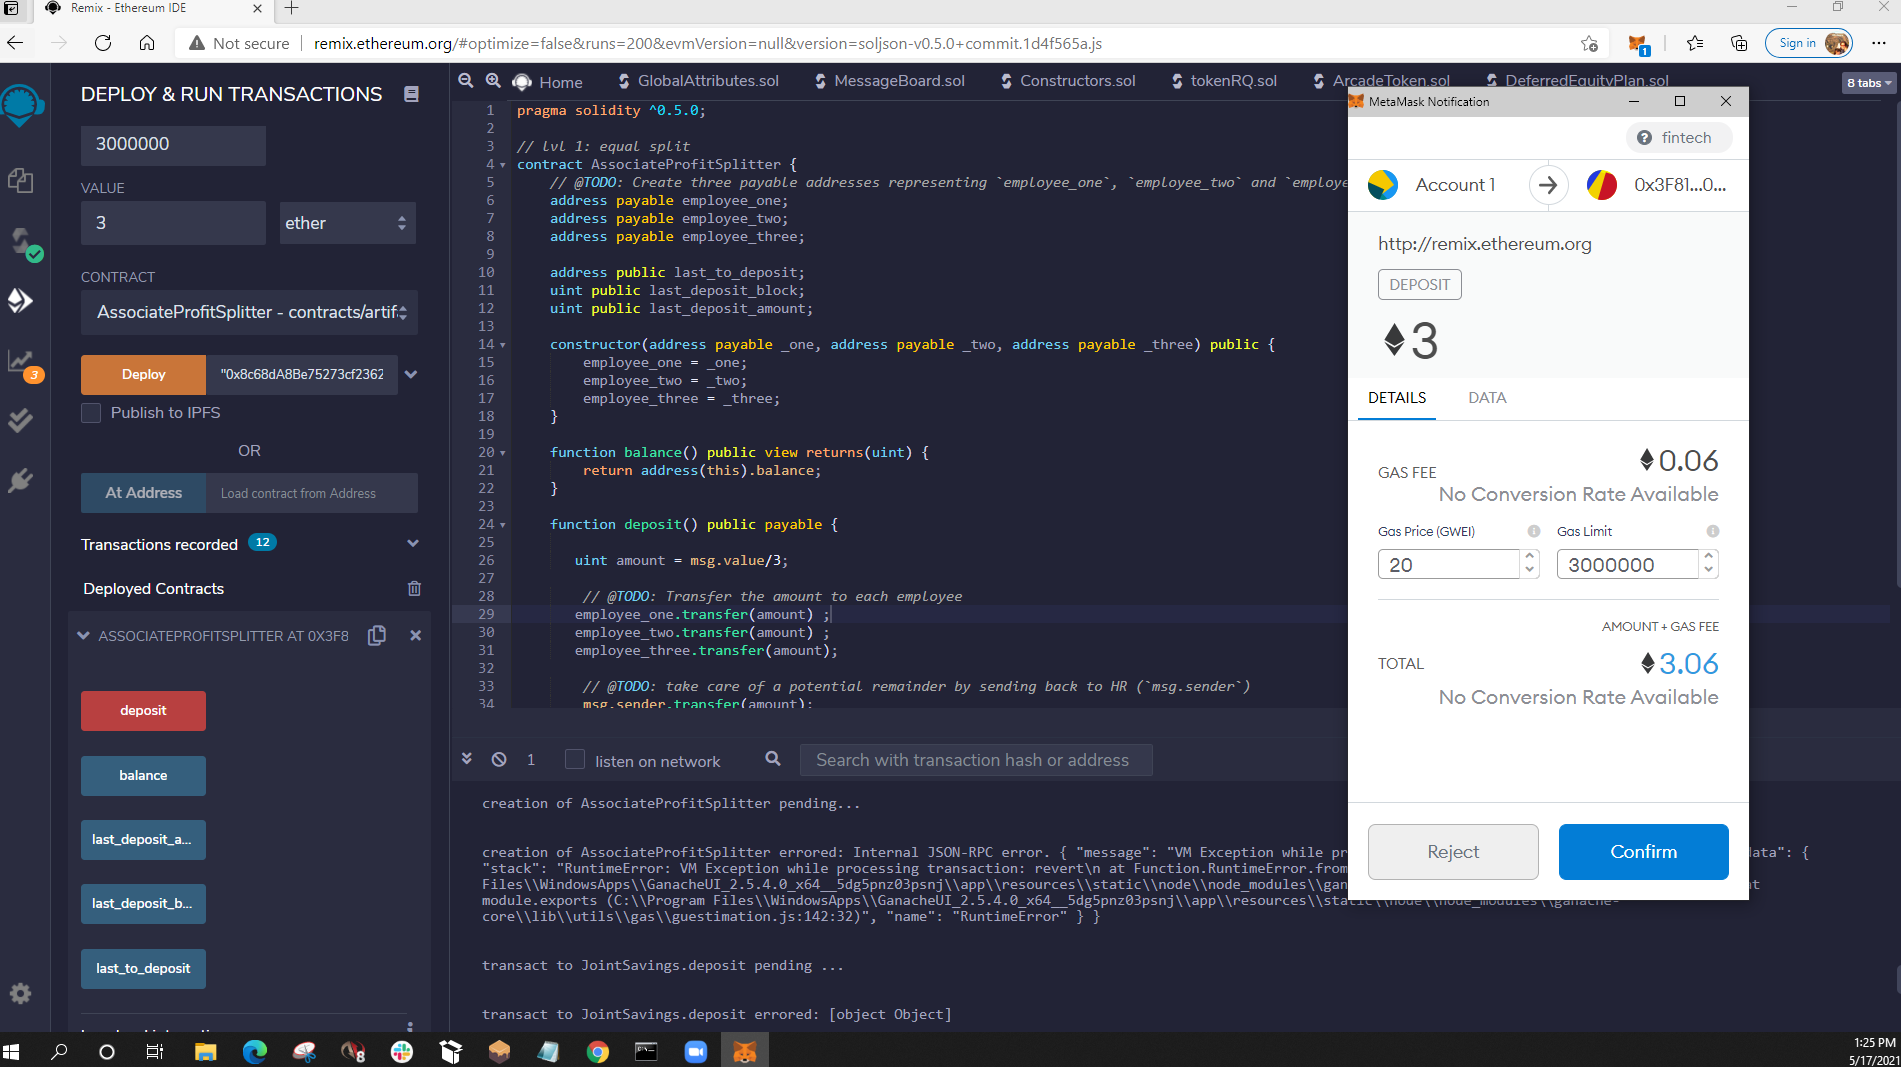 Remix - Ethereum IDE
Not secure
remix.ethereum.org/#optimize=false&runs=200&evmVersion=null&version=soljson-v0.5.0+commit.1d4f565a.js
1
Sign in
DEPLOY & RUN TRANSACTIONS
3000000
VALUE
3
ether
CONTRACT
AssociateProfitSplitter - contracts/artif
Deploy
"0x8c68dA8Be75273cf2362
Publish to IPFS
OR
At Address
Load contract from Address
Transactions recorded 12
Deployed Contracts
ASSOCIATEPROFITSPLITTER AT 0X3F8
deposit
balance
last_deposit_a...
last_deposit_b...
last_to_deposit
3
Home
GlobalAttributes.sol
MessageBoard.sol
Constructors.sol
tokenRQ.sol
ArcadeToken.sol
DeferredEquityPlan.sol
8 tabs
1 pragma solidity ^0.5.0;
2
3 // lvl 1: equal split
4 contract AssociateProfitSplitter {
5 // @TODO: Create three payable addresses representing `employee_one`, `employee_two` and `employe
6 address payable employee_one;
7 address payable employee_two;
8 address payable employee_three;
9
10 address public last_to_deposit;
11 uint public last_deposit_block;
12 uint public last_deposit_amount;
13
14 constructor(address payable _one, address payable _two, address payable _three) public {
15 employee_one = _one;
16 employee_two = _two;
17 employee_three = _three;
18 }
19
20 function balance() public view returns(uint) {
21 return address(this).balance;
22 }
23
24 function deposit() public payable {
25
26 uint amount = msg.value/3;
27
28 // @TODO: Transfer the amount to each employee
29 employee_one.transfer(amount) ;
30 employee_two.transfer(amount) ;
31 employee_three.transfer(amount);
32
33 // @TODO: take care of a potential remainder by sending back to HR (`msg.sender`)
34 msg.sender.transfer(amount);
1
listen on network
Search with transaction hash or address
creation of AssociateProfitSplitter pending...
creation of AssociateProfitSplitter errored: Internal JSON-RPC error. { "message": "VM Exception while pr
data": {
"stack": "RuntimeError: VM Exception while processing transaction: revert\n at Function.RuntimeError.from
Files\\WindowsApps\\GanacheUI_2.5.4.0_x64__5dg5pnz03psnj\\app\\resources\\static\\node\\node_modules\\gan
t
module.exports (C:\\Program Files\\WindowsApps\\GanacheUI_2.5.4.0_x64__5dg5pnz03psnj\\app\\resources\\static\\node\\node_modules\\ganache-
core\\lib\\utils\\gas\\guestimation.js:142:32)", "name": "RuntimeError" } }
transact to JointSavings.deposit pending ...
transact to JointSavings.deposit errored: [object Object]
MetaMask Notification
fintech
Account 1
0x3F81...0...
http://remix.ethereum.org
DEPOSIT
3
DETAILS
DATA
GAS FEE
0.06
No Conversion Rate Available
Gas Price (GWEI)
Gas Limit
20
3000000
AMOUNT + GAS FEE
TOTAL
3.06
No Conversion Rate Available
Reject
Confirm
8
1:25 PM
5/17/2021